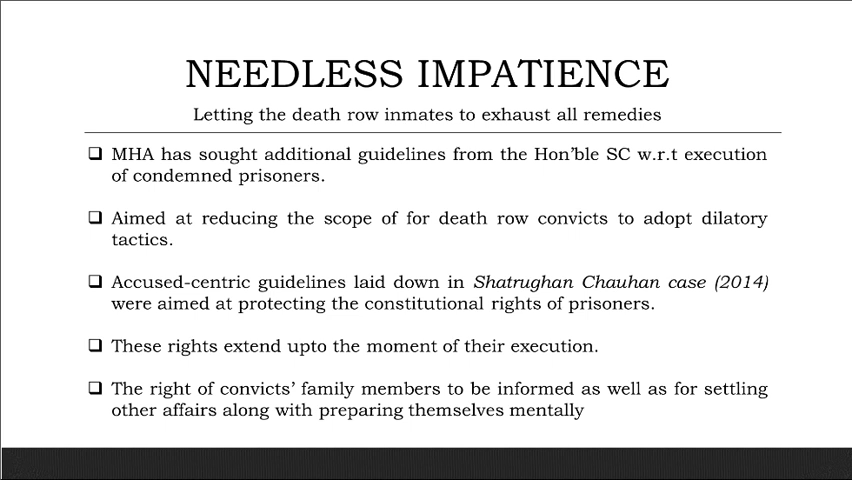 NEEDLESS IMPATIENCE
Letting the death row inmates to exhaust all remedies
❑ MHA has sought additional guidelines from the Hon'ble SC w.r.t execution
of condemned prisoners.
❑ Aimed at reducing the scope of for death row convicts to adopt dilatory
tactics.
❑ Accused-centric guidelines laid down in Shatrughan Chauhan case (2014)
were aimed at protecting the constitutional rights of prisoners.
❑ These rights extend upto the moment of their execution.
❑ The right of convicts' family members to be informed as well as for settling
other affairs along with preparing themselves mentally